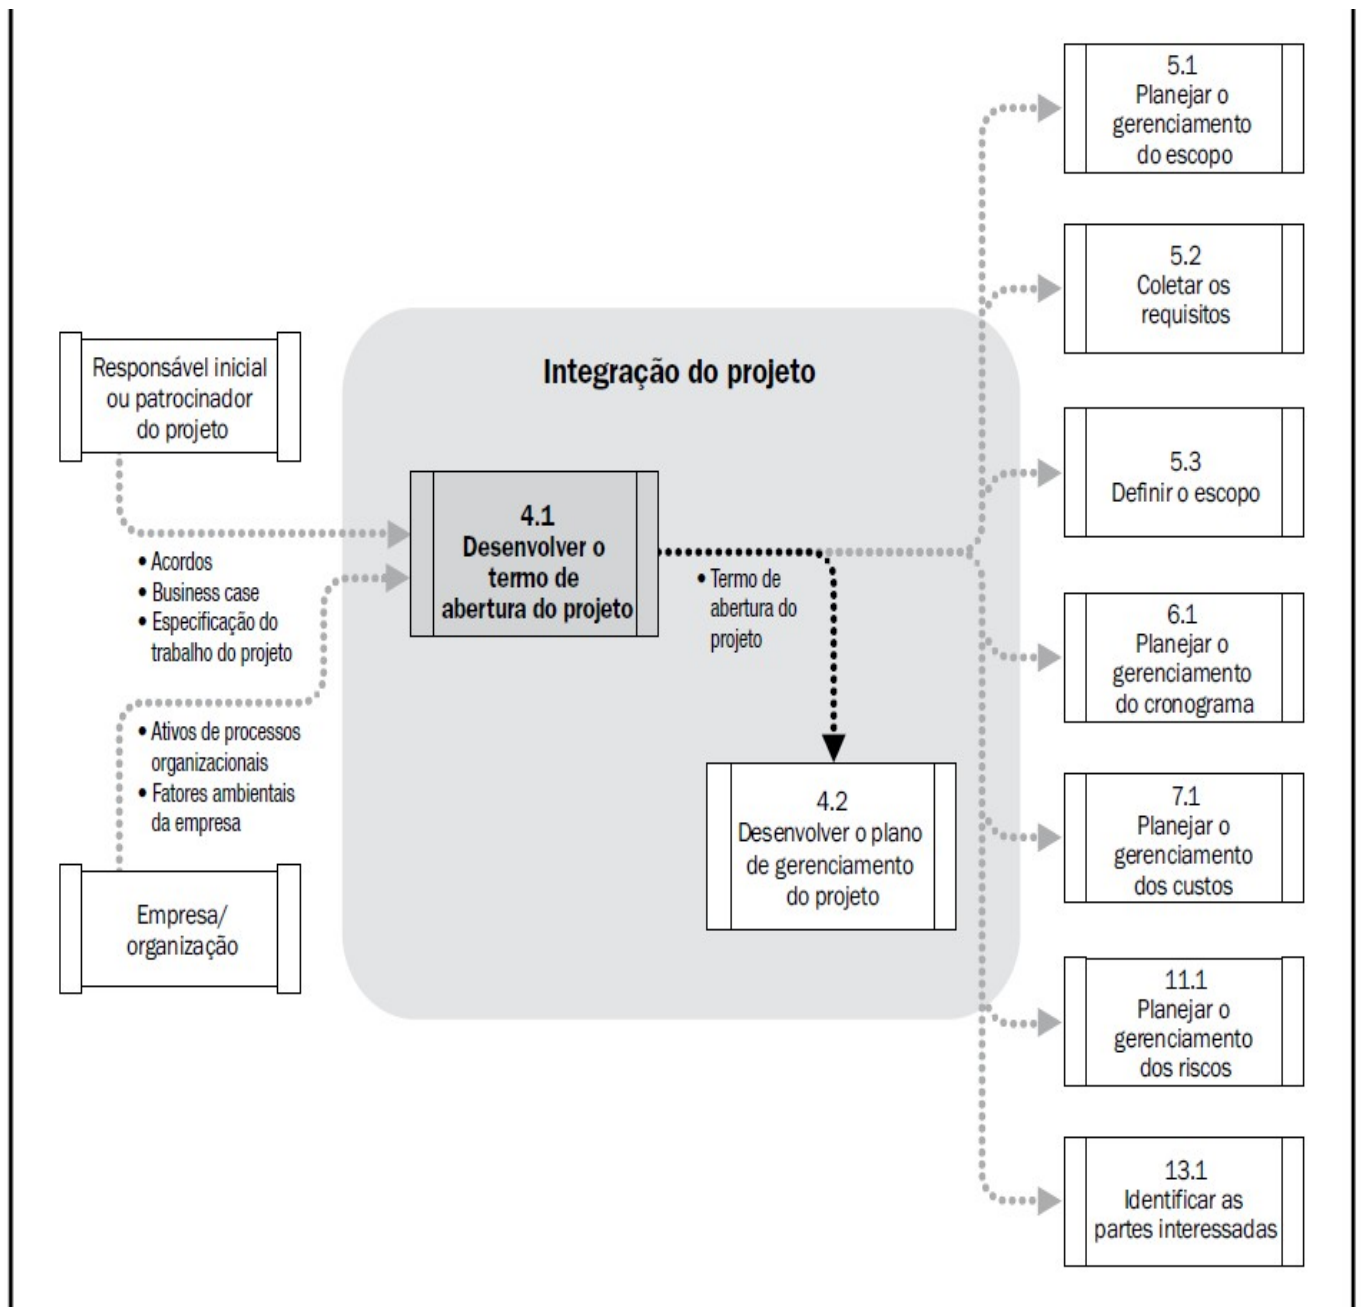 Responsável inicial
ou patrocinador
do projeto
• Acordos
• Business case
• Especificação do
trabalho do projeto
• Ativos de processos
organizacionais
• Fatores ambientais
da empresa
Empresa/
organização
Integração do projeto
4.1
Desenvolver o
termo de
abertura do projeto
• Termo de
abertura do
projeto
4.2
Desenvolver o plano
de gerenciamento
do projeto
5.1
Planejar o
gerenciamento
do escopo
5.2
Coletar os
requisitos
5.3
Definir o escopo
6.1
Planejar o
gerenciamento
do cronograma
7.1
Planejar o
gerenciamento
dos custos
11.1
Planejar o
gerenciamento
dos riscos
13.1
Identificar as
partes interessadas